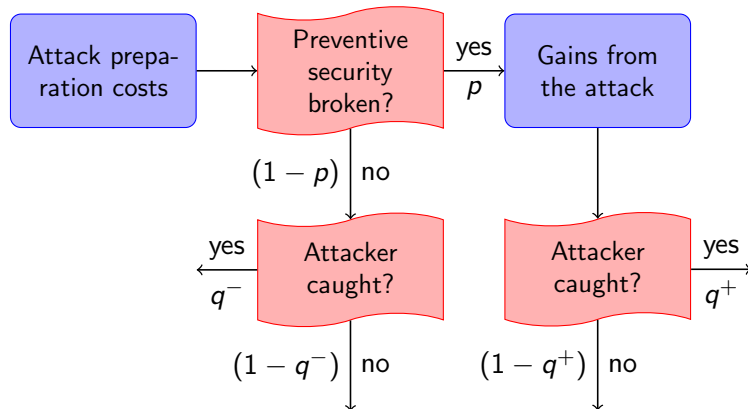 Attack prepa-
ration costs
Preventive
security
broken?
yes
p
Gains from
the attack
(1 − p)
no
(1 − q⁻)
no
yes
q⁻
Attacker
caught?
Attacker
caught?
yes
q⁺
(1 − q⁺)
no